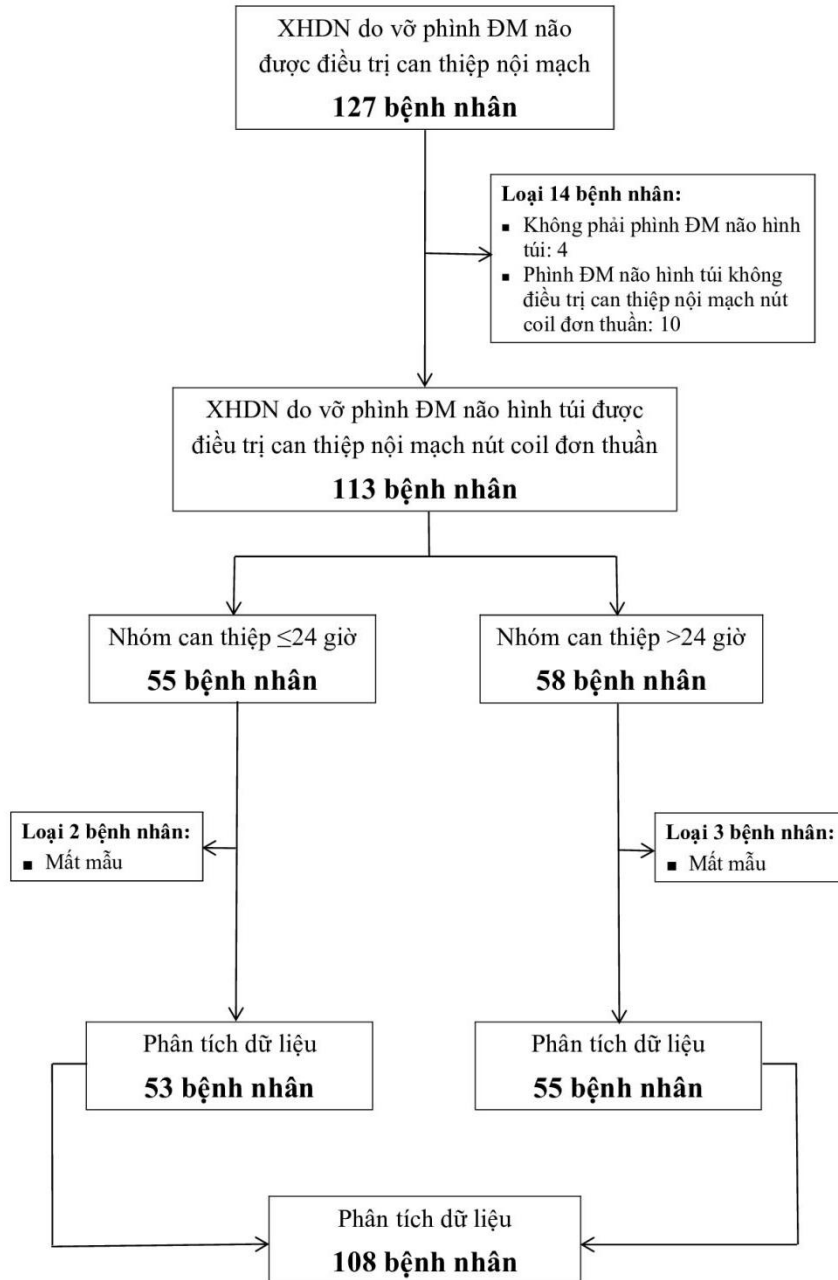 XHDN do vỡ phình ĐM não
được điều trị can thiệp nội mạch
127 bệnh nhân
Loại 14 bệnh nhân:
▪ Không phải phình ĐM não hình
túi: 4
▪ Phình ĐM não hình túi không
điều trị can thiệp nội mạch nút
coil đơn thuần: 10
XHDN do vỡ phình ĐM não hình túi được
điều trị can thiệp nội mạch nút coil đơn thuần
113 bệnh nhân
Nhóm can thiệp ≤24 giờ
55 bệnh nhân
Nhóm can thiệp >24 giờ
58 bệnh nhân
Loại 2 bệnh nhân:
▪ Mất mẫu
Loại 3 bệnh nhân:
▪ Mất mẫu
Phân tích dữ liệu
53 bệnh nhân
Phân tích dữ liệu
55 bệnh nhân
Phân tích dữ liệu
108 bệnh nhân